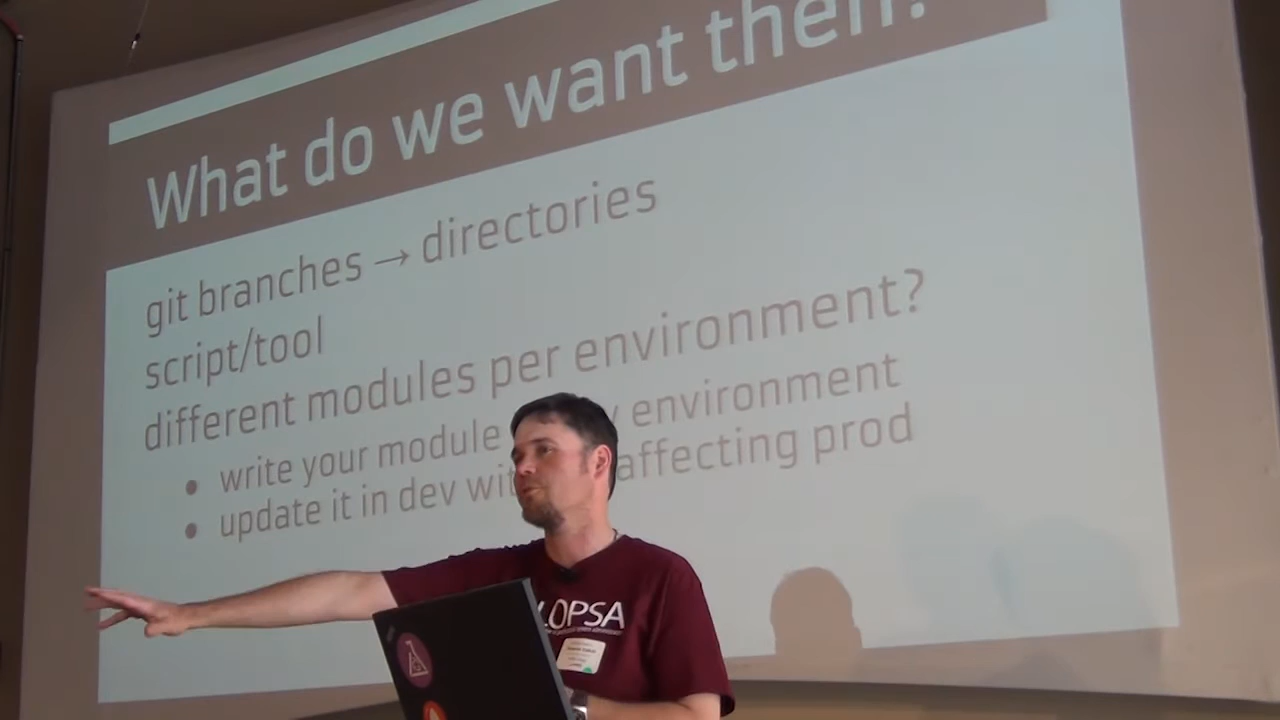 What do we want then?
git branches → directories
script/tool
different modules per environment?
• write your module environment
• update it in dev affecting prod
LOPSA